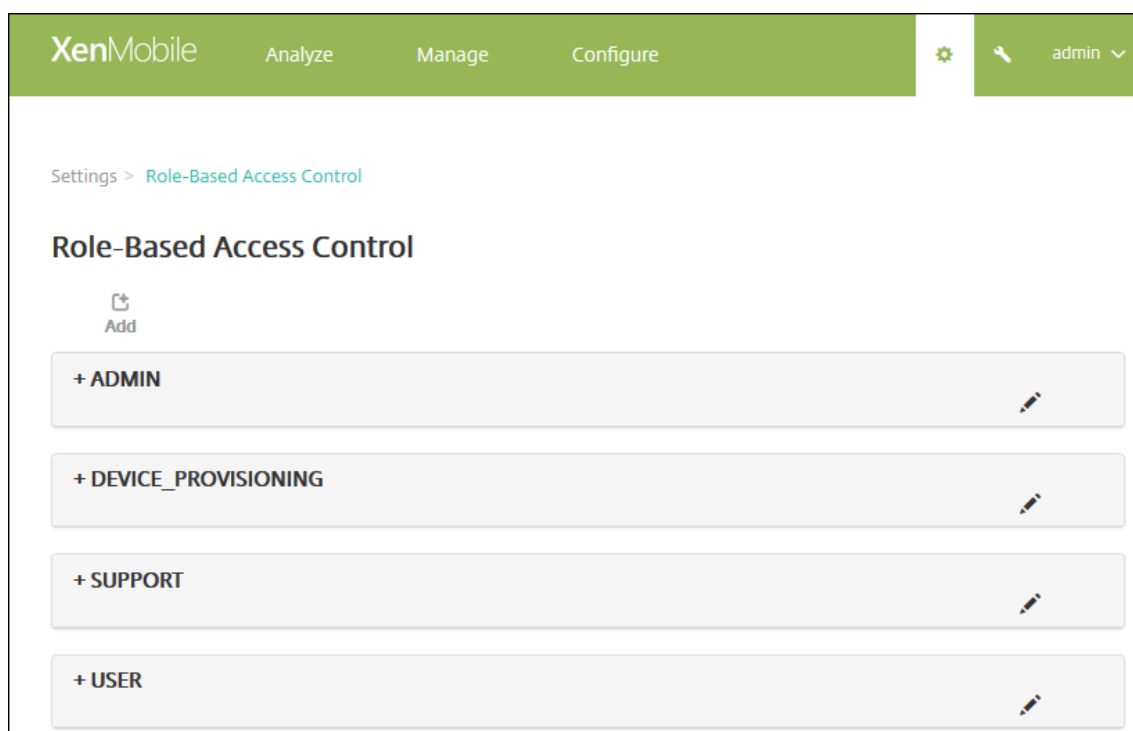 XenMobile Analyze Manage Configure admin
Settings > Role-Based Access Control
Role-Based Access Control
Add
+ ADMIN
+ DEVICE_PROVISIONING
+ SUPPORT
+ USER